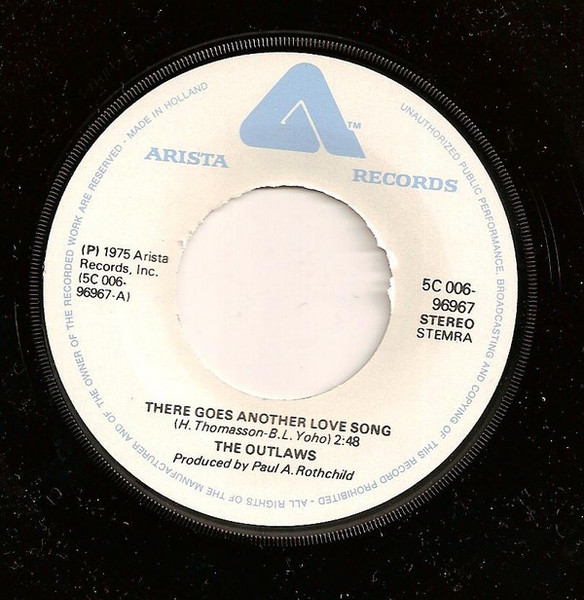 ARISTA
RECORDS
TM
(P) 1975 Arista
Records, Inc.
(5C 006-
96967-A)
5C 006-
96967
STEREO
STEMRA
THERE GOES ANOTHER LOVE SONG
(H. Thomasson-B.L. Yoho) 2:48
THE OUTLAWS
Produced by Paul A. Rothchild
UNAUTHORIZED PUBLIC PERFORMANCE, BROADCASTING AND COPYING OF THIS RECORD PROHIBITED - ALL RIGHTS OF THE MANUFACTURER AND OF THE OWNER OF THE RECORDED WORK ARE RESERVED - MADE IN HOLLAND